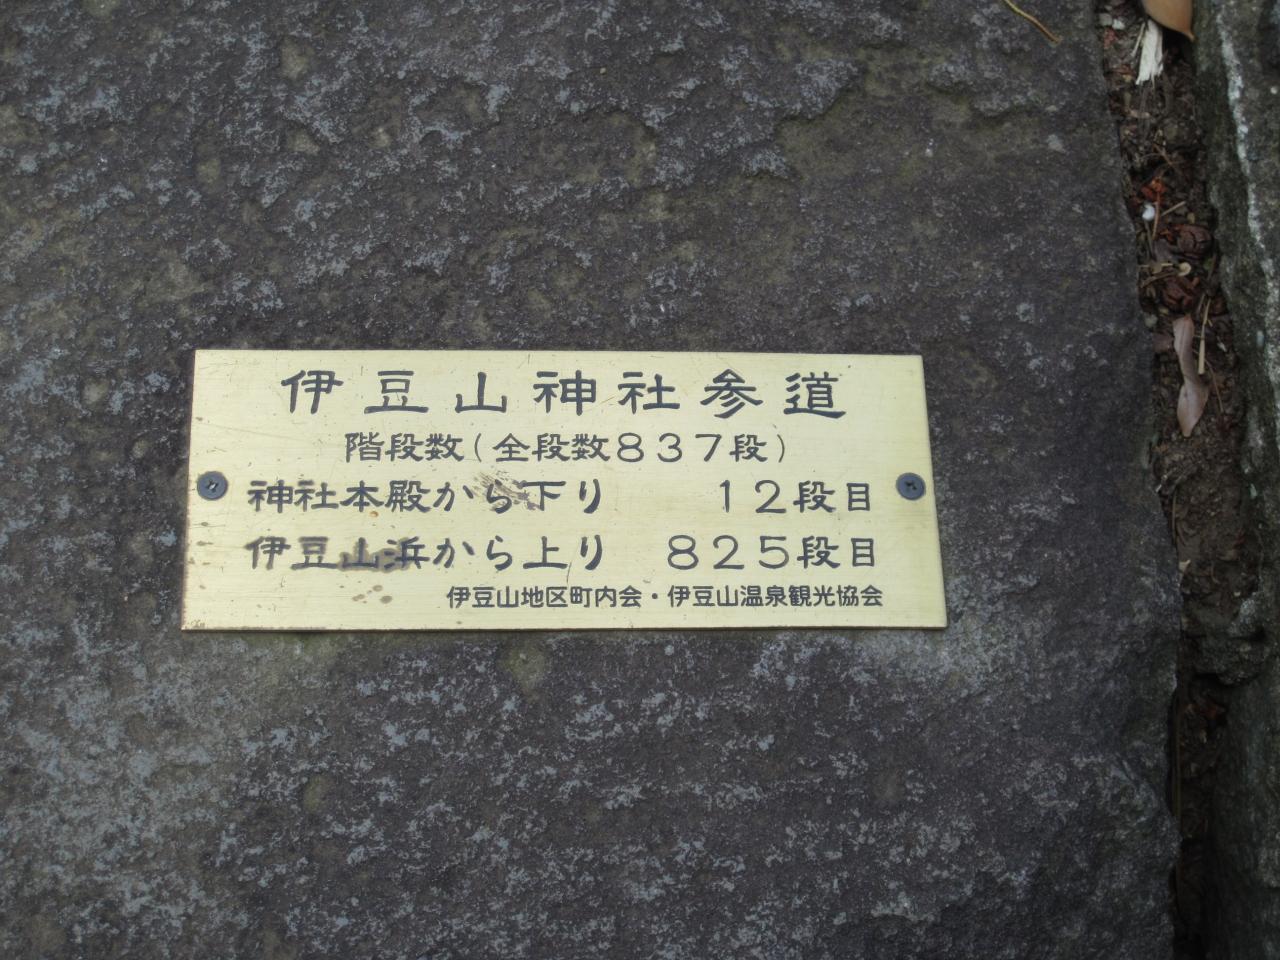 伊豆山神社参道
階段数(全段数837段)
神社本殿から下り 12段目
伊豆山浜から上り 825段目
伊豆山地区町内会・伊豆山温泉観光協会